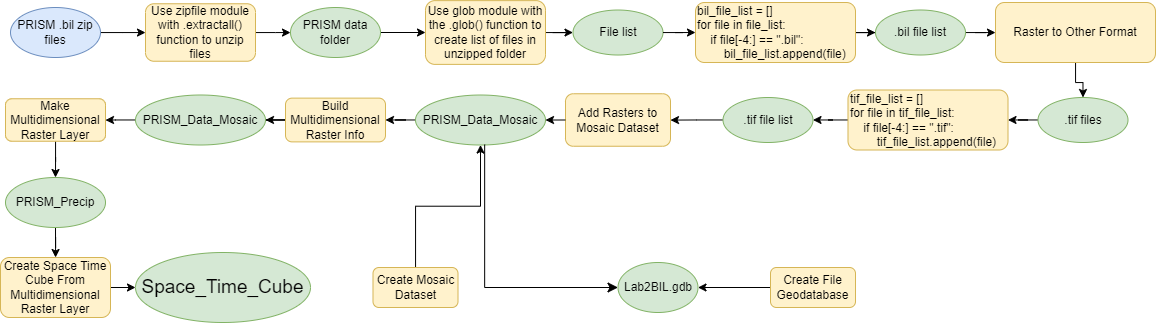 PRISM .bil zip
files
Use zipfile module
with .extractall()
function to unzip
files
PRISM data
folder
Use glob module with
the .glob() function to
create list of files in
unzipped folder
File list
bil_file_list = []
for file in file_list:
if file[-4:] == ".bil":
bil_file_list.append(file)
.bil file list
Raster to Other Format
Make
Multidimensional
Raster Layer
PRISM_Data_Mosaic
Build
Multidimensional
Raster Info
PRISM_Data_Mosaic
Add Rasters to
Mosaic Dataset
.tif file list
tif_file_list = []
for file in tif_file_list:
if file[-4:] == ".tif":
tif_file_list.append(file)
.tif files
PRISM_Precip
Create Space Time
Cube From
Multidimensional
Raster Layer
Space_Time_Cube
Create Mosaic
Dataset
Lab2BIL.gdb
Create File
Geodatabase